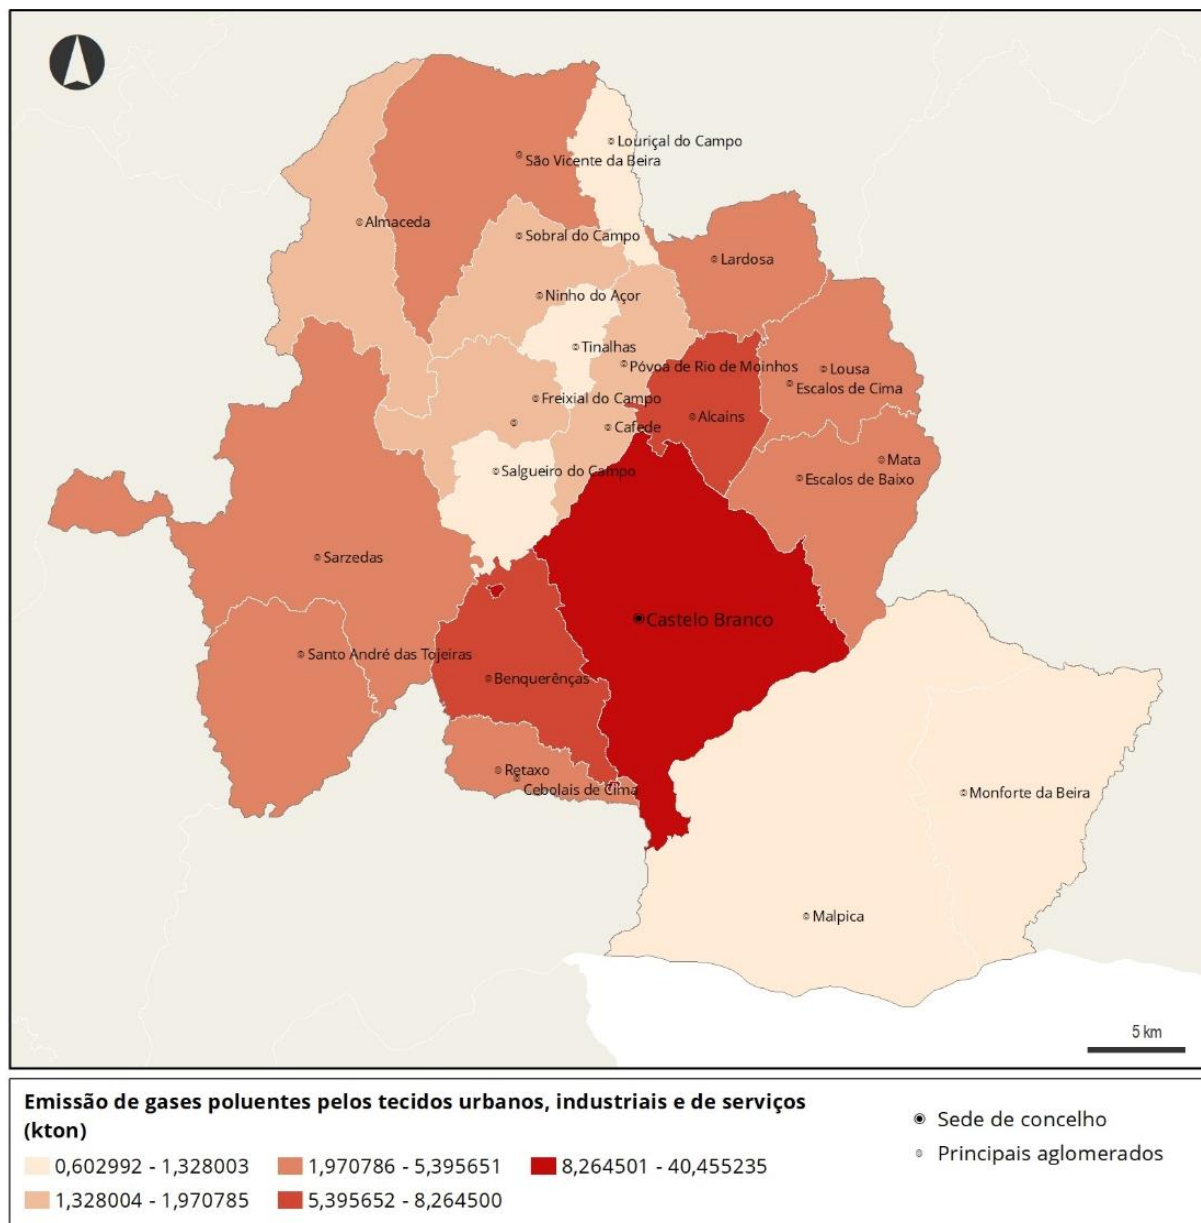 Louriçal do Campo
São Vicente da Beira
Almaceda
Sobral do Campo
Lardosa
Ninho do Açor
Tinalhas
Póvoa de Rio de Moinhos
Lousa
Escalos de Cima
Freixial do Campo
Alcains
Cafede
Mata
Salgueiro do Campo
Escalos de Baixo
Sarzedas
Castelo Branco
Santo André das Tojeiras
Benquerênças
Retaxo
Cebolais de Cima
Monforte da Beira
Malpica
5 km
Emissão de gases poluentes pelos tecidos urbanos, industriais e de serviços
(kton)
0,602992 - 1,328003
1,970786 - 5,395651
8,264501 - 40,455235
1,328004 - 1,970785
5,395652 - 8,264500
Sede de concelho
Principais aglomerados